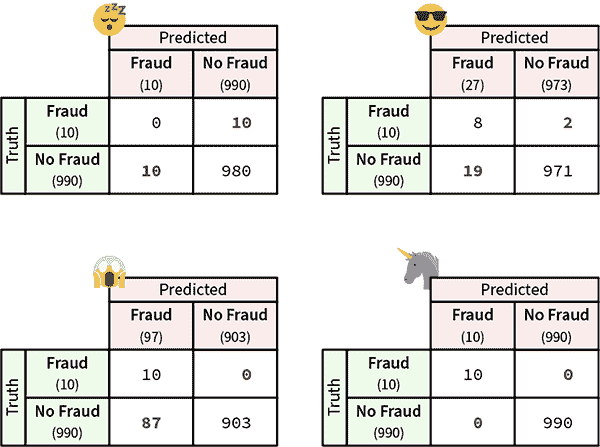 zzz
Predicted
Fraud No Fraud
(10) (990)
Truth
Fraud
(10) 0 10
No Fraud
(990) 10 980
Predicted
Fraud No Fraud
(27) (973)
Truth
Fraud
(10) 8 2
No Fraud
(990) 19 971
Predicted
Fraud No Fraud
(97) (903)
Truth
Fraud
(10) 10 0
No Fraud
(990) 87 903
Predicted
Fraud No Fraud
(10) (990)
Truth
Fraud
(10) 10 0
No Fraud
(990) 0 990